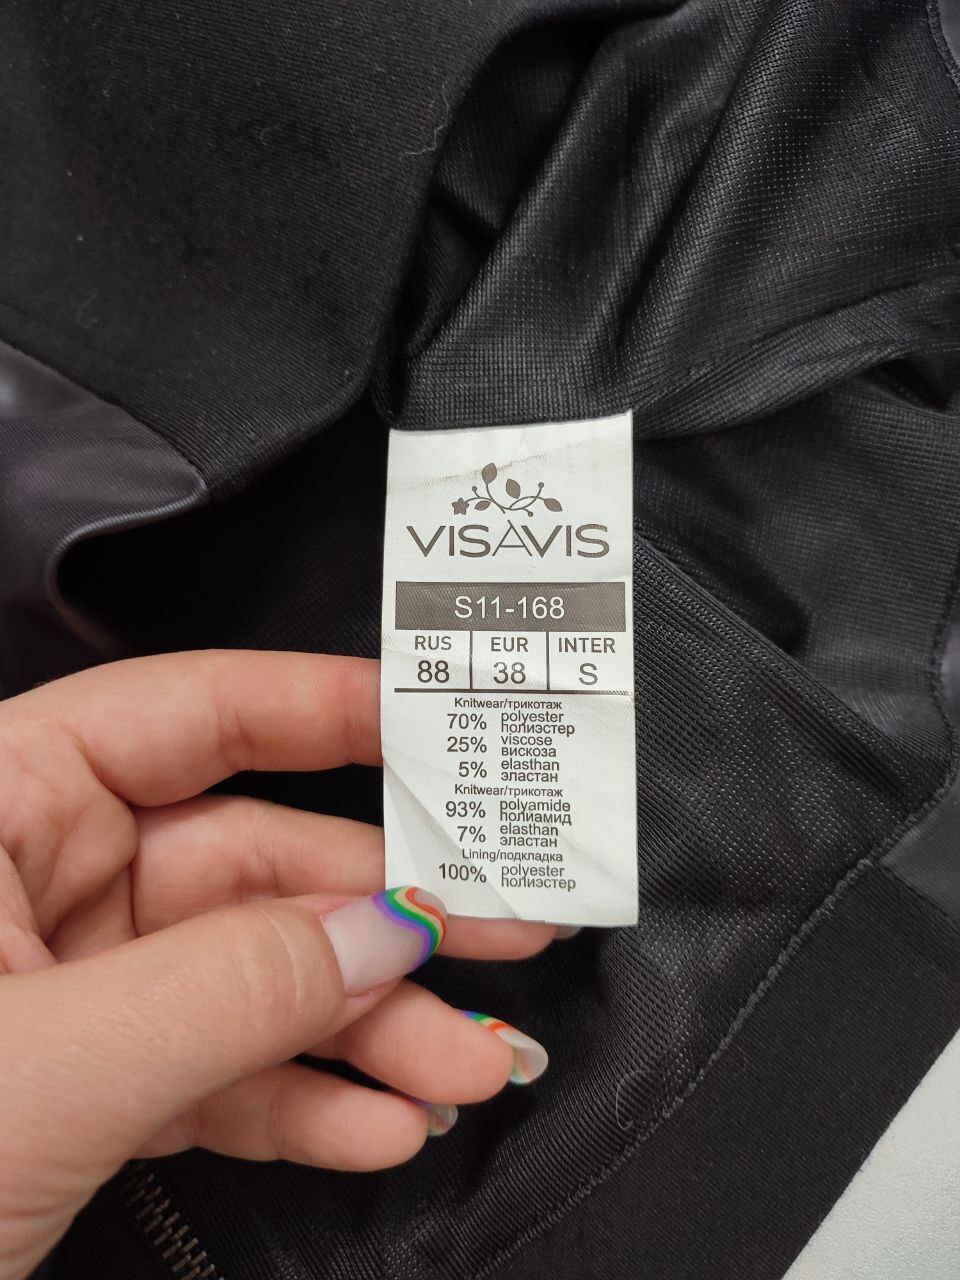 VISAVIS
S11-168
RUS EUR INTER
88 38 S
Knitwear/трикотаж
70% polyester
полиэстер
25% viscose
вискоза
5% elasthan
эластан
Knitwear/трикотаж
93% polyamide
полиамид
7% elasthan
эластан
Lining/подкладка
100% polyester
полиэстер